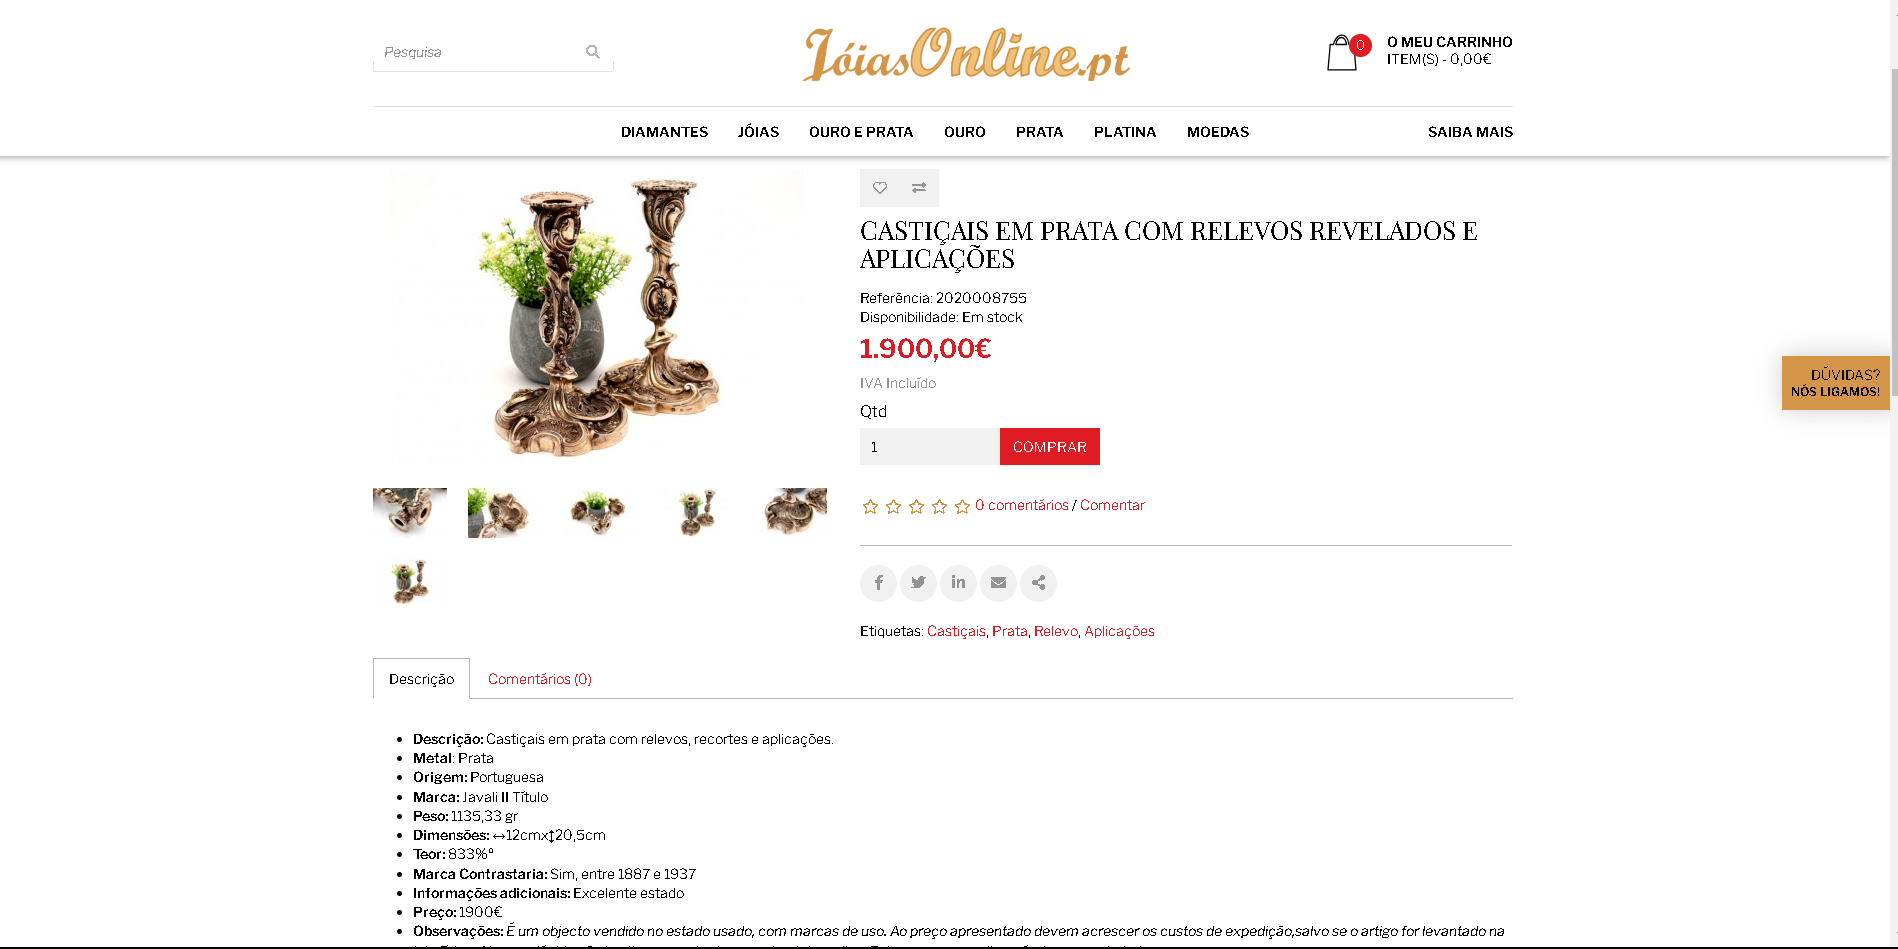 Pesquisa
JóiasOnline.pt
0
O MEU CARRINHO
ITEM(S) - 0,00€
DIAMANTES JÓIAS OURO E PRATA OURO PRATA PLATINA MOEDAS SAIBA MAIS
CASTIÇAIS EM PRATA COM RELEVOS REVELADOS E
APLICAÇÕES
Referência: 2020008755
Disponibilidade: Em stock
1.900,00€
IVA Incluído
Qtd
1 COMPRAR
DÚVIDAS?
NÓS LIGAMOS!
0 comentários / Comentar
Etiquetas: Castiçais, Prata, Relevo, Aplicações
Descrição Comentários (0)
• Descrição: Castiçais em prata com relevos, recortes e aplicações.
• Metal: Prata
• Origem: Portuguesa
• Marca: Javali II Título
• Peso: 1135,33 gr
• Dimensões: ↔12cmx↕20,5cm
• Teor: 833%º
• Marca Contrastaria: Sim, entre 1887 e 1937
• Informações adicionais: Excelente estado
• Preço: 1900€
• Observações: É um objecto vendido no estado usado, com marcas de uso. Ao preço apresentado devem acrescer os custos de expedição,salvo se o artigo for levantado na